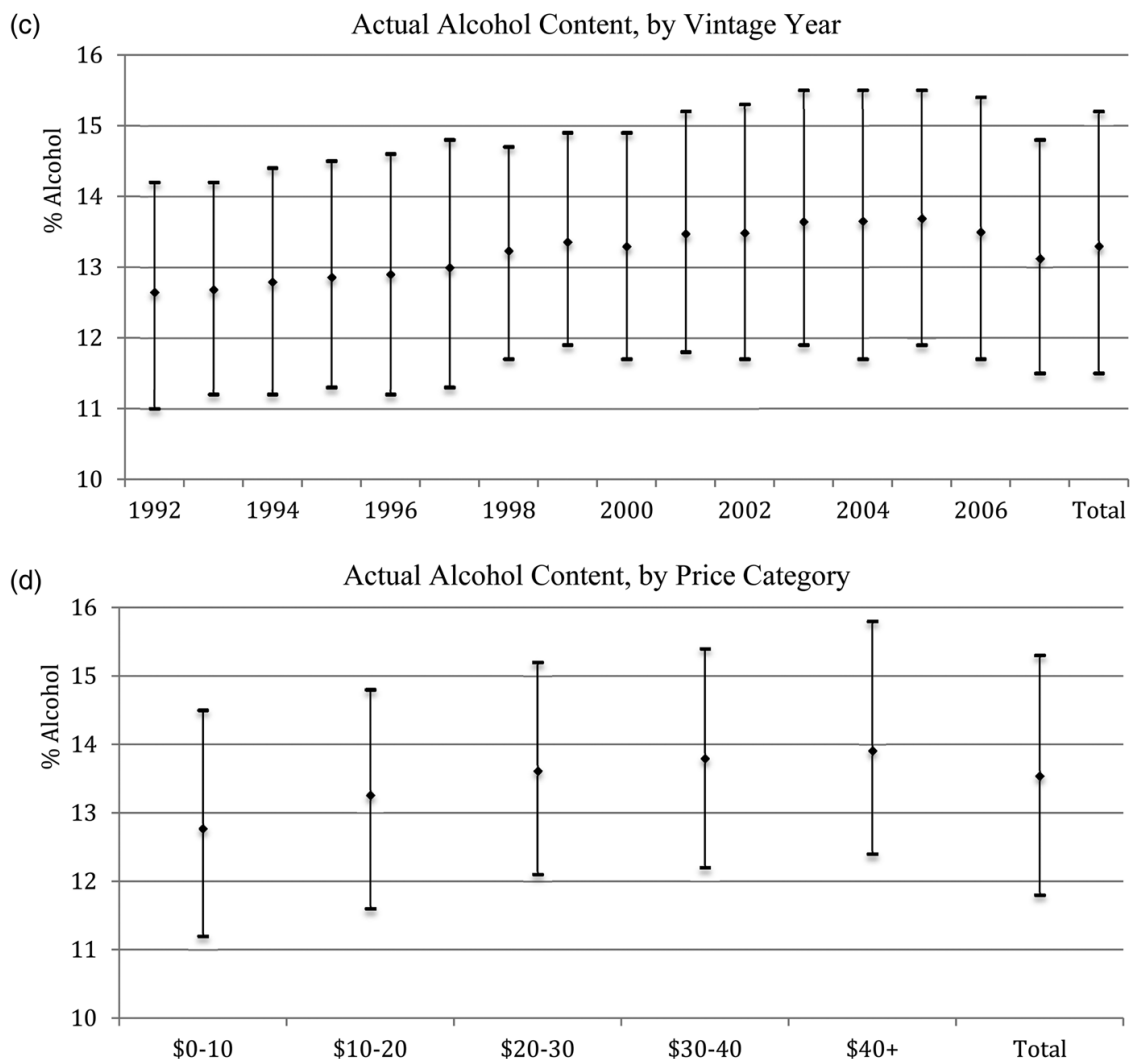 (c)
Actual Alcohol Content, by Vintage Year
% Alcohol
16
15
14
13
12
11
10
1992 1994 1996 1998 2000 2002 2004 2006 Total
(d)
Actual Alcohol Content, by Price Category
% Alcohol
16
15
14
13
12
11
10
$0-10 $10-20 $20-30 $30-40 $40+ Total